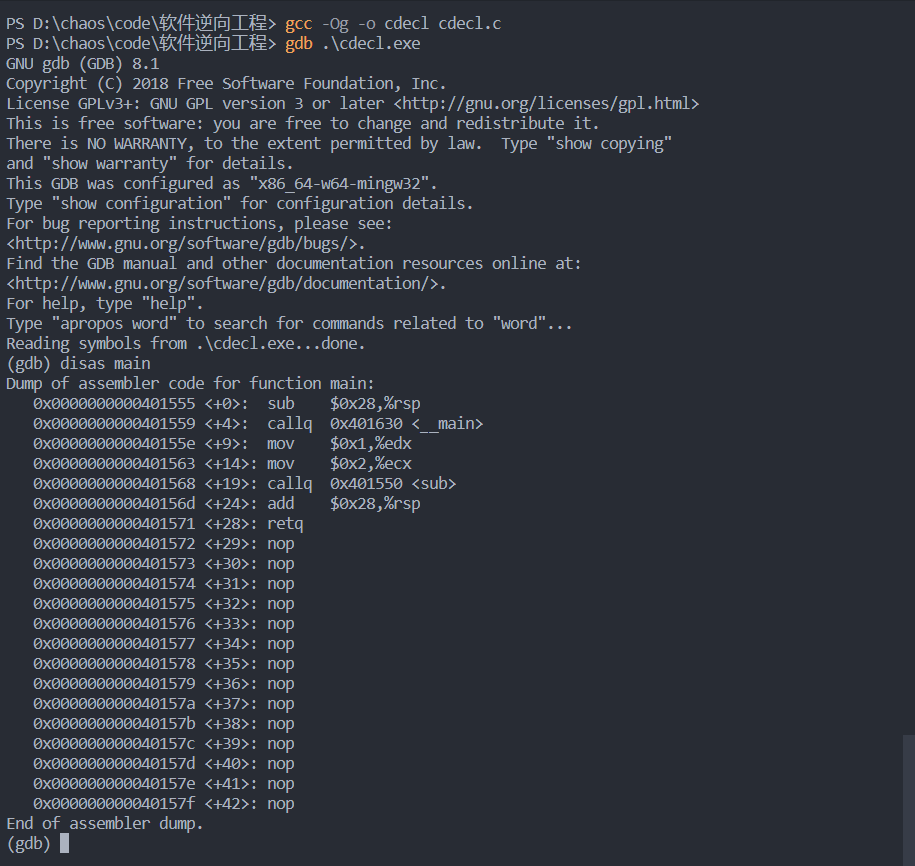 PS D:\chaos\code\软件逆向工程> gcc -Og -o cdecl cdecl.c
PS D:\chaos\code\软件逆向工程> gdb .\cdecl.exe
GNU gdb (GDB) 8.1
Copyright (C) 2018 Free Software Foundation, Inc.
License GPLv3+: GNU GPL version 3 or later <http://gnu.org/licenses/gpl.html>
This is free software: you are free to change and redistribute it.
There is NO WARRANTY, to the extent permitted by law.  Type "show copying"
and "show warranty" for details.
This GDB was configured as "x86_64-w64-mingw32".
Type "show configuration" for configuration details.
For bug reporting instructions, please see:
<http://www.gnu.org/software/gdb/bugs/>.
Find the GDB manual and other documentation resources online at:
<http://www.gnu.org/software/gdb/documentation/>.
For help, type "help".
Type "apropos word" to search for commands related to "word"...
Reading symbols from .\cdecl.exe...done.
(gdb) disas main
Dump of assembler code for function main:
   0x0000000000401555 <+0>:  sub    $0x28,%rsp
   0x0000000000401559 <+4>:  callq  0x401630 <__main>
   0x000000000040155e <+9>:  mov    $0x1,%edx
   0x0000000000401563 <+14>: mov    $0x2,%ecx
   0x0000000000401568 <+19>: callq  0x401550 <sub>
   0x000000000040156d <+24>: add    $0x28,%rsp
   0x0000000000401571 <+28>: retq
   0x0000000000401572 <+29>: nop
   0x0000000000401573 <+30>: nop
   0x0000000000401574 <+31>: nop
   0x0000000000401575 <+32>: nop
   0x0000000000401576 <+33>: nop
   0x0000000000401577 <+34>: nop
   0x0000000000401578 <+35>: nop
   0x0000000000401579 <+36>: nop
   0x000000000040157a <+37>: nop
   0x000000000040157b <+38>: nop
   0x000000000040157c <+39>: nop
   0x000000000040157d <+40>: nop
   0x000000000040157e <+41>: nop
   0x000000000040157f <+42>: nop
End of assembler dump.
(gdb)